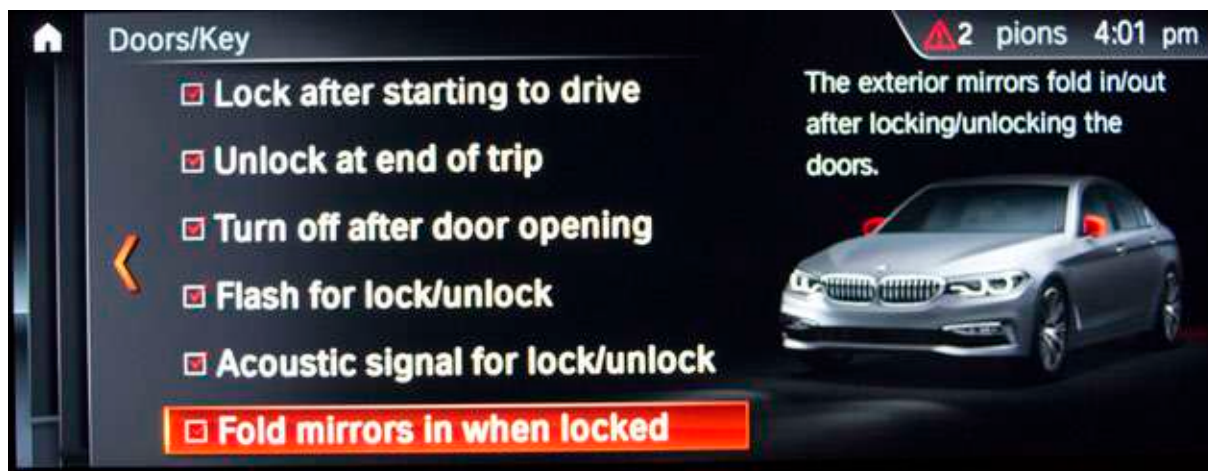 Doors/Key
2 pions 4:01 pm
Lock after starting to drive
Unlock at end of trip
Turn off after door opening
Flash for lock/unlock
Acoustic signal for lock/unlock
Fold mirrors in when locked
The exterior mirrors fold in/out
after locking/unlocking the
doors.